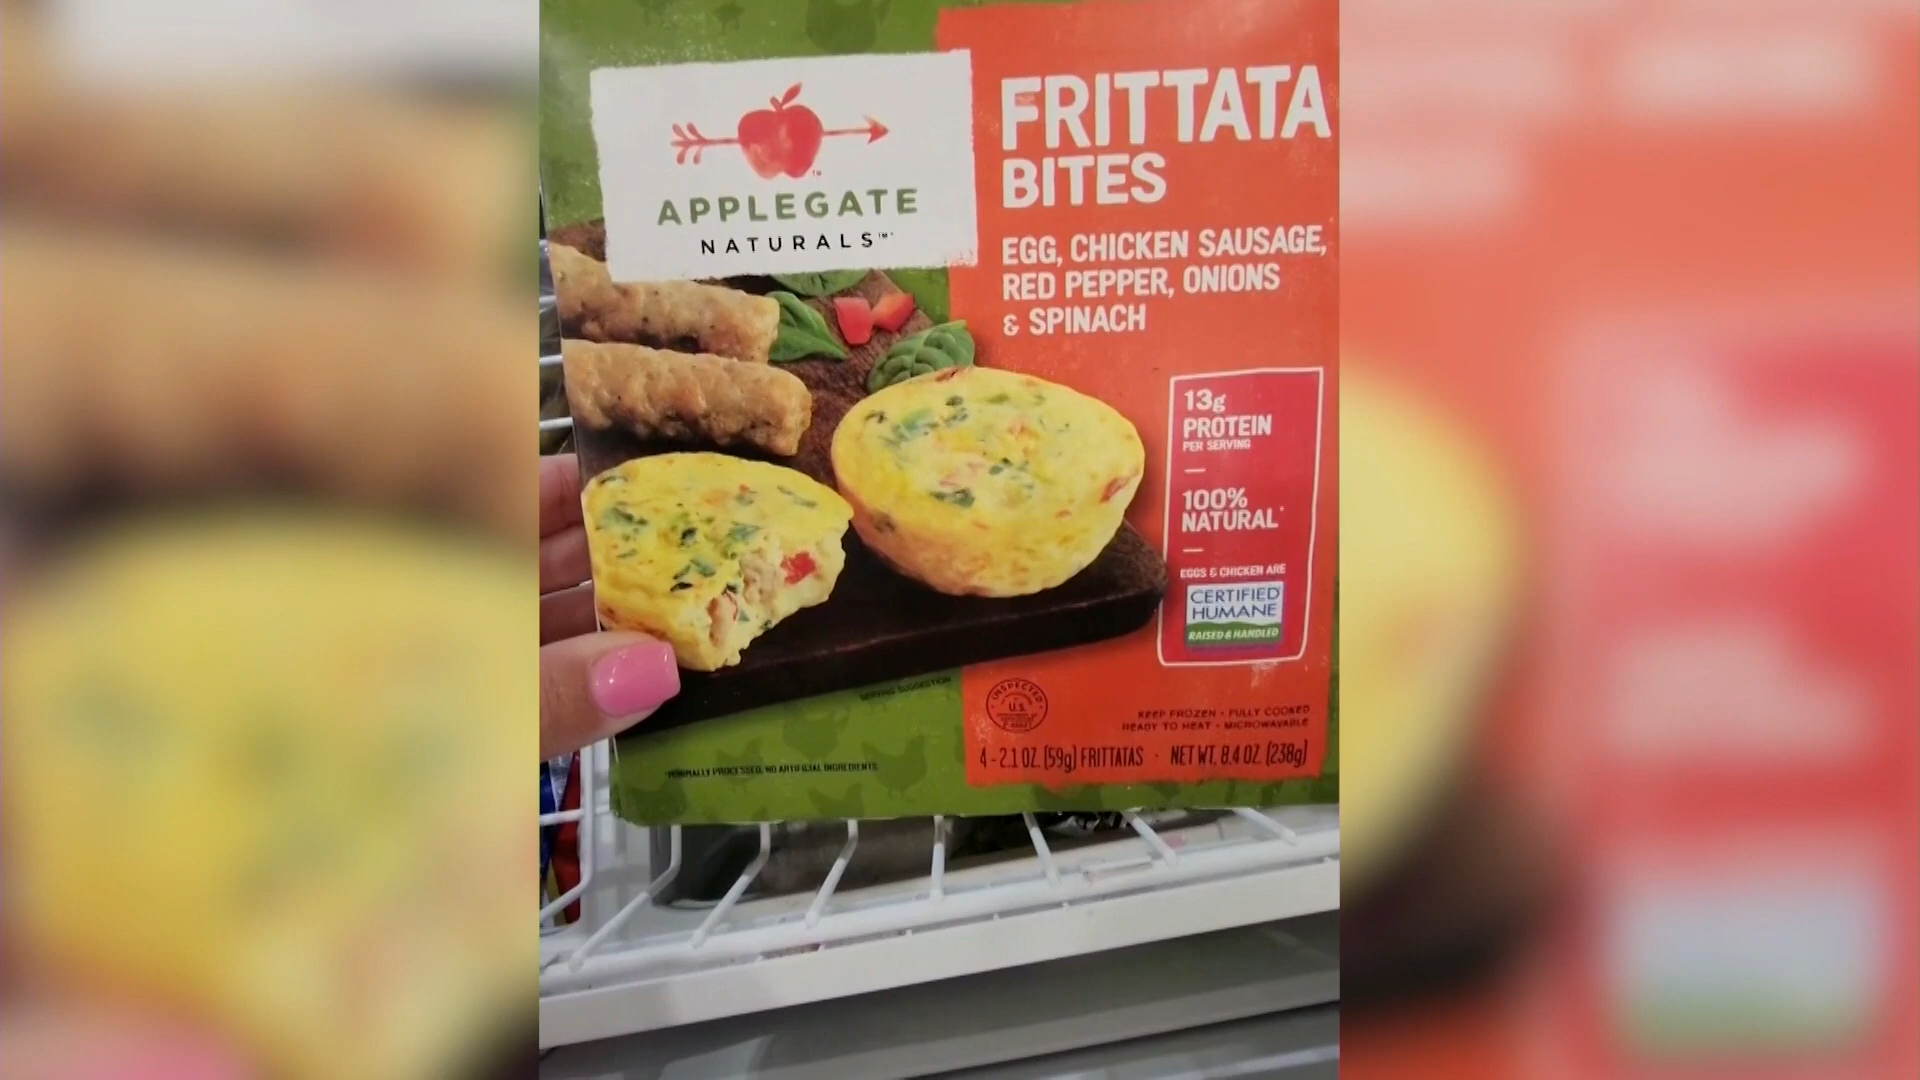 APPLEGATE
NATURALS™
FRITTATA
BITES
EGG, CHICKEN SAUSAGE,
RED PEPPER, ONIONS
& SPINACH
13g
PROTEIN
PER SERVING
100%
NATURAL*
EGGS & CHICKEN ARE
CERTIFIED
HUMANE
RAISED & HANDLED
SERVING SUGGESTION
INSPECTED
U.S.
KEEP FROZEN • FULLY COOKED
READY TO HEAT • MICROWAVABLE
4 - 2.1 OZ. (59g) FRITTATAS · NET WT. 8.4 OZ. (238g)
*MINIMALLY PROCESSED, NO ARTIFICIAL INGREDIENTS.